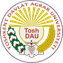 TOSHKENT DAVLAT AGRAR UNIVERSITETI
Tosh
DAU